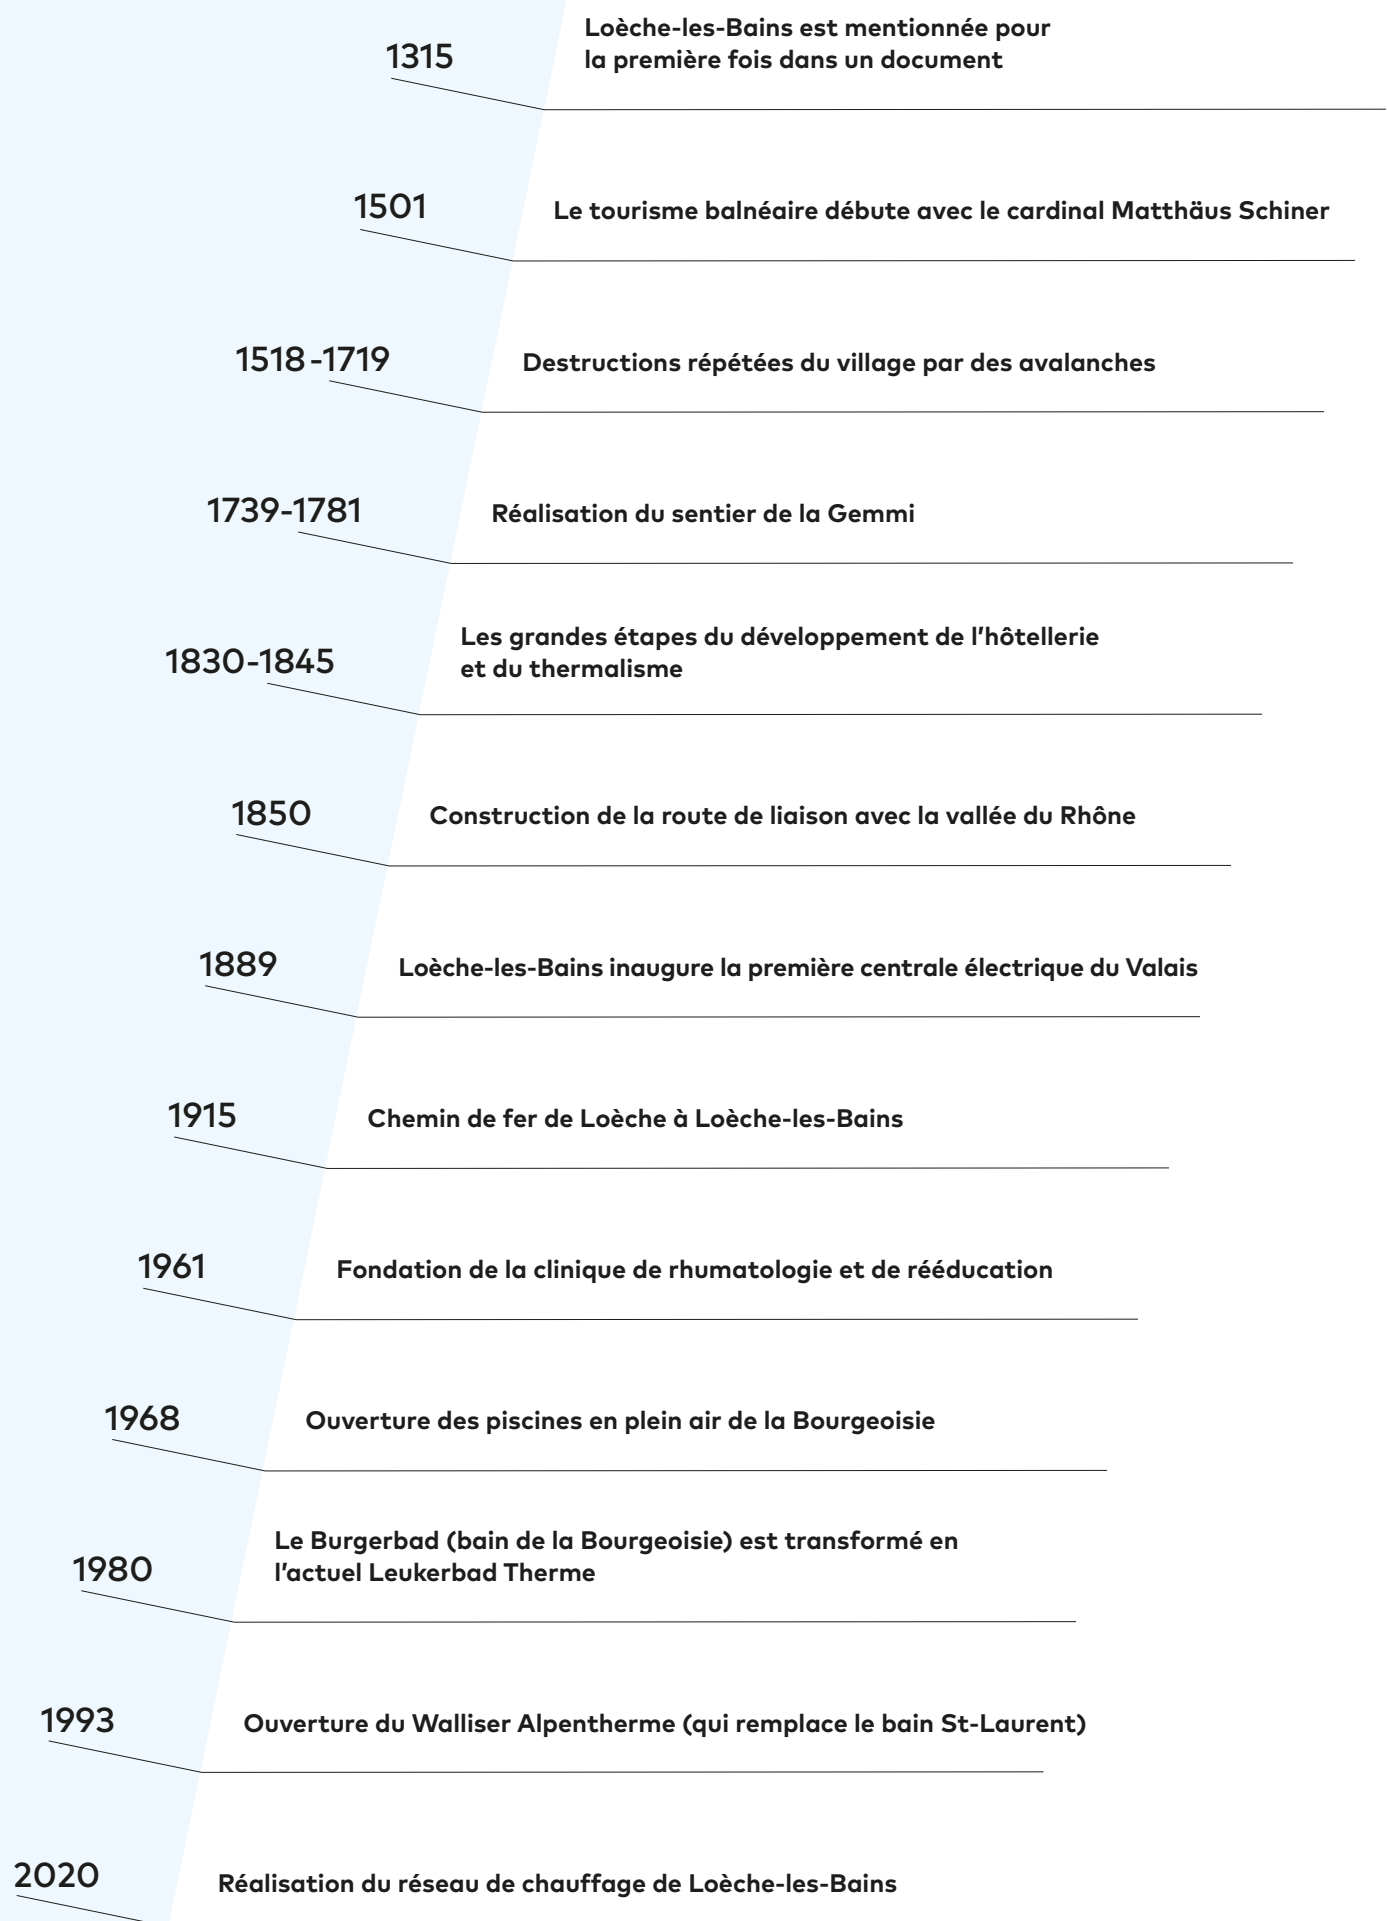 1315
Loèche-les-Bains est mentionnée pour
la première fois dans un document
1501
Le tourisme balnéaire débute avec le cardinal Matthäus Schiner
1518-1719
Destructions répétées du village par des avalanches
1739-1781
Réalisation du sentier de la Gemmi
1830-1845
Les grandes étapes du développement de l'hôtellerie
et du thermalisme
1850
Construction de la route de liaison avec la vallée du Rhône
1889
Loèche-les-Bains inaugure la première centrale électrique du Valais
1915
Chemin de fer de Loèche à Loèche-les-Bains
1961
Fondation de la clinique de rhumatologie et de rééducation
1968
Ouverture des piscines en plein air de la Bourgeoisie
1980
Le Burgerbad (bain de la Bourgeoisie) est transformé en
l'actuel Leukerbad Therme
1993
Ouverture du Walliser Alpentherme (qui remplace le bain St-Laurent)
2020
Réalisation du réseau de chauffage de Loèche-les-Bains